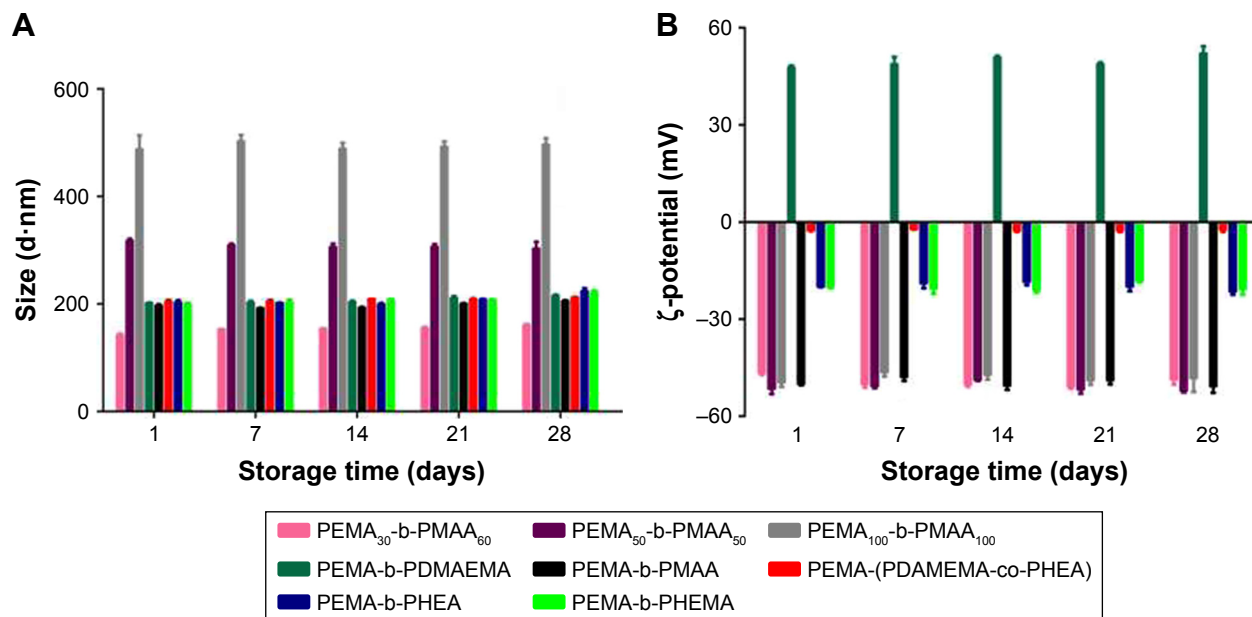 A
Size (d·nm)
600
400
200
0
1 7 14 21 28
Storage time (days)
B
ζ-potential (mV)
60
30
0
–30
–60
1 7 14 21 28
Storage time (days)
PEMA₃₀-b-PMAA₆₀ PEMA₅₀-b-PMAA₅₀ PEMA₁₀₀-b-PMAA₁₀₀
PEMA-b-PDMAEMA PEMA-b-PMAA PEMA-(PDAMEMA-co-PHEA)
PEMA-b-PHEA PEMA-b-PHEMA